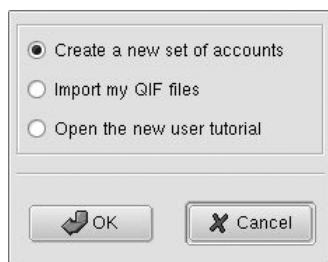 Create a new set of accounts
Import my QIF files
Open the new user tutorial
OK
Cancel